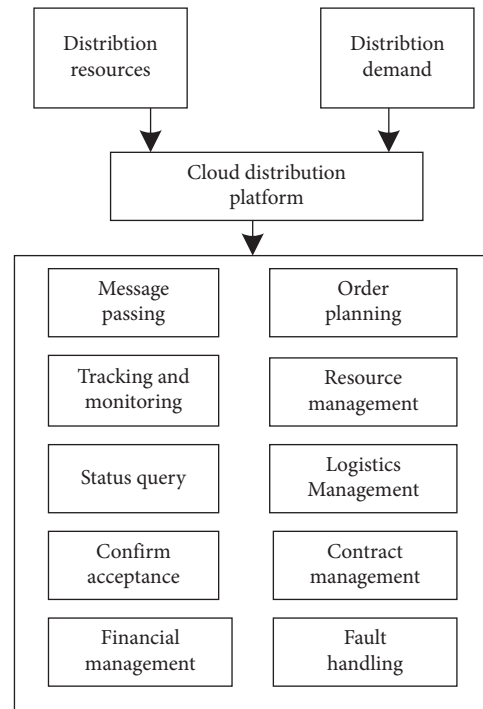 Distribtion
resources
Distribtion
demand
Cloud distribution
platform
Message
passing
Order
planning
Tracking and
monitoring
Resource
management
Status query
Logistics
Management
Confirm
acceptance
Contract
management
Financial
management
Fault
handling